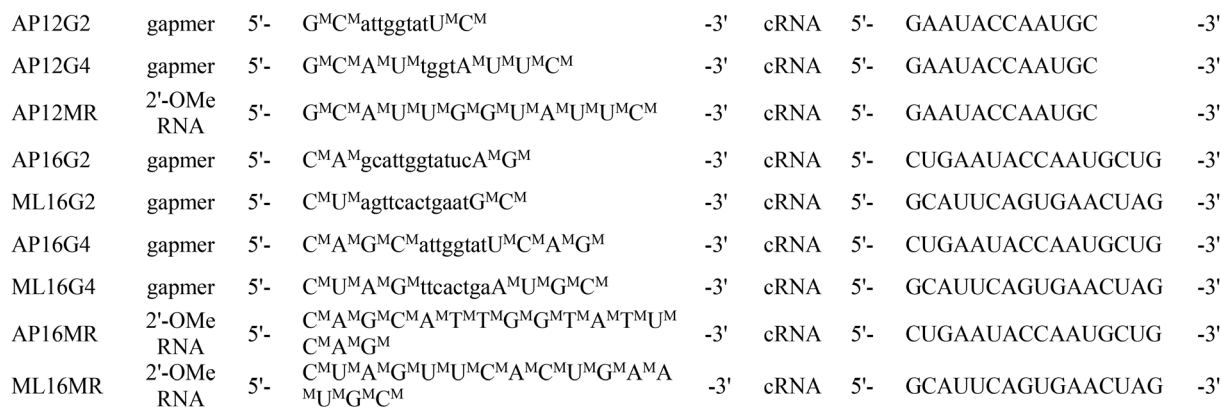 AP12G2 gapmer 5'- GᴹCᴹattggtatUᴹCᴹ -3' cRNA 5'- GAAUACCAAUGC -3'
AP12G4 gapmer 5'- GᴹCᴹAᴹUᴹtggtAᴹUᴹUᴹCᴹ -3' cRNA 5'- GAAUACCAAUGC -3'
AP12MR 2'-OMe RNA 5'- GᴹCᴹAᴹUᴹUᴹGᴹGᴹUᴹAᴹUᴹUᴹCᴹ -3' cRNA 5'- GAAUACCAAUGC -3'
AP16G2 gapmer 5'- CᴹAᴹgcattggtatucAᴹGᴹ -3' cRNA 5'- CUGAAUACCAAUGCUG -3'
ML16G2 gapmer 5'- CᴹUᴹagttcactgaatGᴹCᴹ -3' cRNA 5'- GCAUUCAGUGAACUAG -3'
AP16G4 gapmer 5'- CᴹAᴹGᴹCᴹattggtatUᴹCᴹAᴹGᴹ -3' cRNA 5'- CUGAAUACCAAUGCUG -3'
ML16G4 gapmer 5'- CᴹUᴹAᴹGᴹttcactgaAᴹUᴹGᴹCᴹ -3' cRNA 5'- GCAUUCAGUGAACUAG -3'
AP16MR 2'-OMe RNA 5'- CᴹAᴹGᴹCᴹAᴹTᴹTᴹGᴹGᴹTᴹAᴹTᴹUᴹ
CᴹAᴹGᴹ -3' cRNA 5'- CUGAAUACCAAUGCUG -3'
ML16MR 2'-OMe RNA 5'- CᴹUᴹAᴹGᴹUᴹUᴹCᴹAᴹCᴹUᴹGᴹAᴹA
ᴹUᴹGᴹCᴹ -3' cRNA 5'- GCAUUCAGUGAACUAG -3'